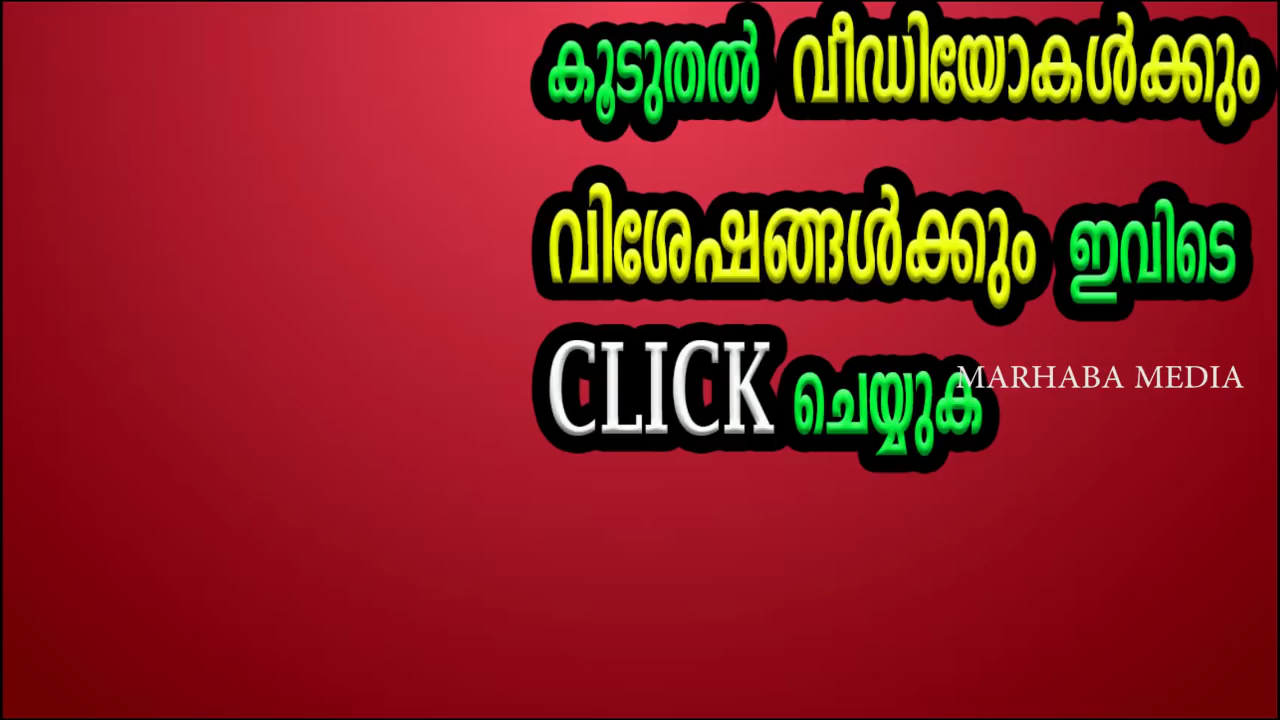 കൂടുതൽ വീഡിയോകൾക്കും
വിശേഷങ്ങൾക്കും ഇവിടെ
CLICK ചെയ്യുക
MARHABA MEDIA